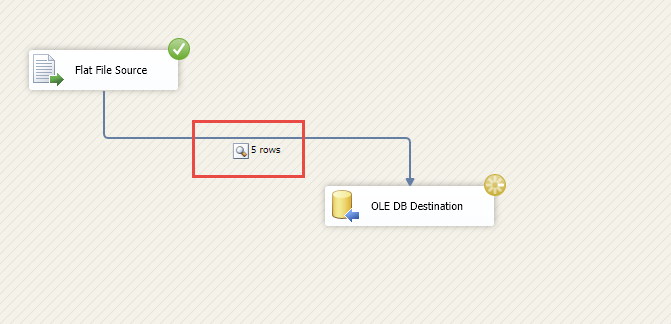 Flat File Source
5 rows
OLE DB Destination